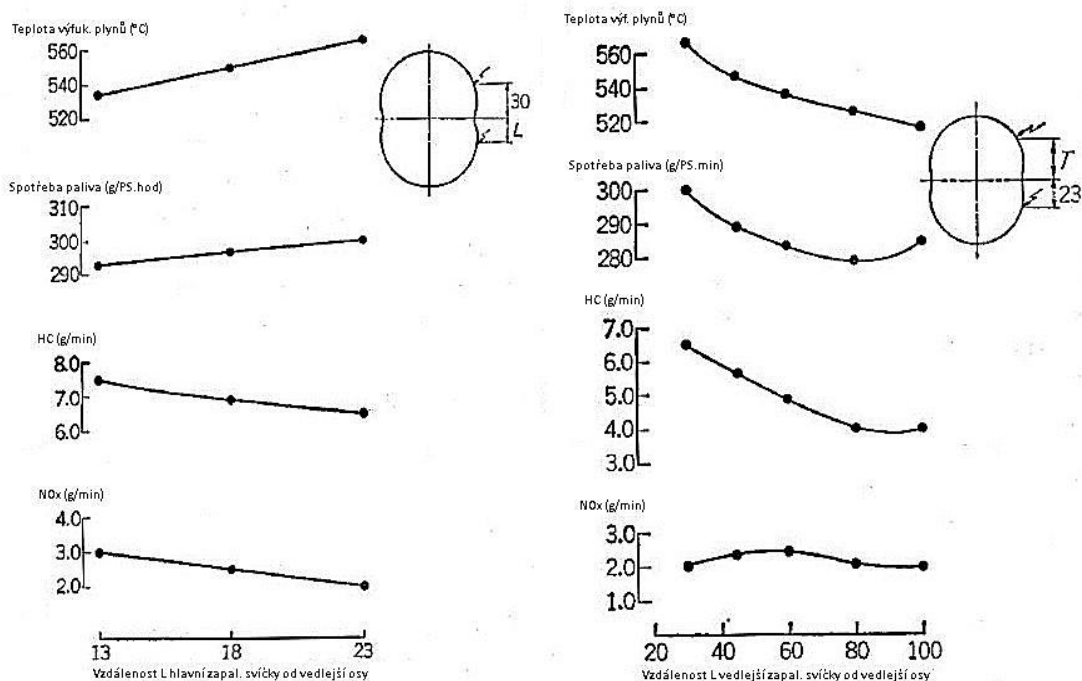 Teplota výfuk. plynů (°C)
560
540
520
30
L
Spotřeba paliva (g/PS.hod)
310
300
290
HC (g/min)
8.0
7.0
6.0
NOx (g/min)
4.0
3.0
2.0
13 18 23
Vzdálenost L hlavní zapal. svíčky od vedlejší osy
Teplota výf. plynů (°C)
560
540
520
T
23
Spotřeba paliva (g/PS.min)
300
290
280
HC (g/min)
7.0
6.0
5.0
4.0
3.0
NOx (g/min)
3.0
2.0
1.0
20 40 60 80 100
Vzdálenost L vedlejší zapal. svíčky od vedlejší osy